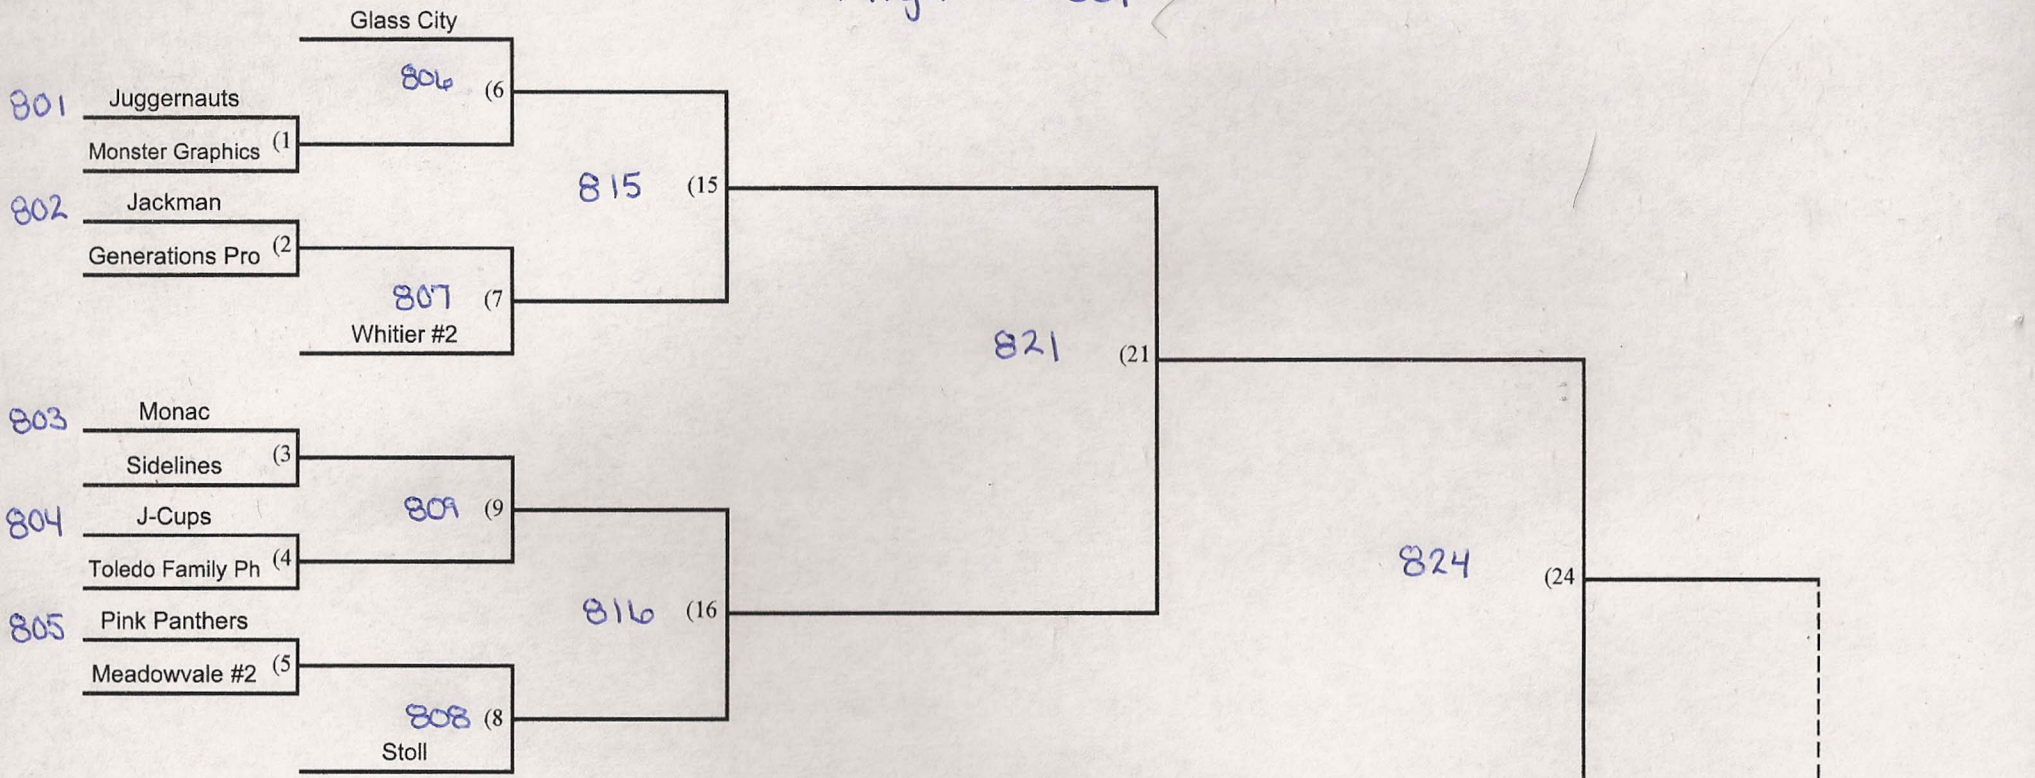 Glass City
806 (6
801 Juggernauts
Monster Graphics (1
815 (15
802 Jackman
Generations Pro (2
807 (7
Whitier #2
821 (21
803 Monac
Sidelines (3
809 (9
804 J-Cups
Toledo Family Ph (4
824 (24
816 (16
805 Pink Panthers
Meadowvale #2 (5
808 (8
Stoll